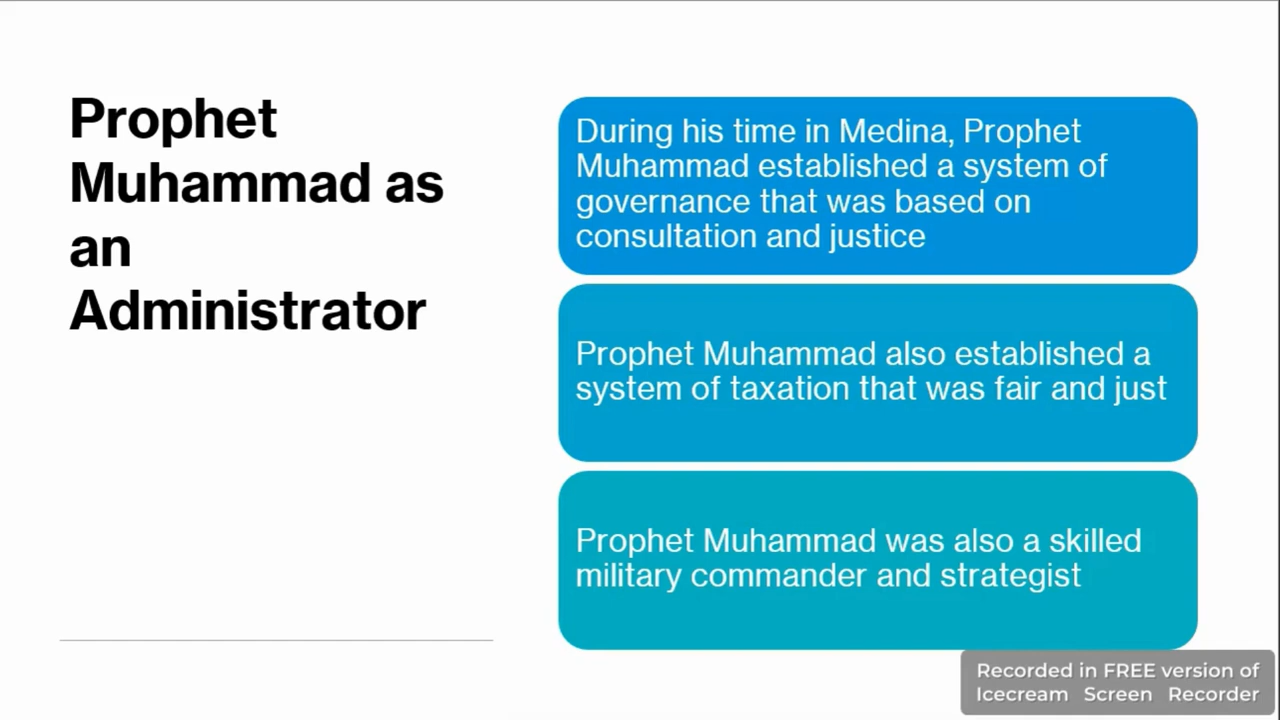 Prophet
Muhammad as
an
Administrator
During his time in Medina, Prophet
Muhammad established a system of
governance that was based on
consultation and justice
Prophet Muhammad also established a
system of taxation that was fair and just
Prophet Muhammad was also a skilled
military commander and strategist
Recorded in FREE version of
Icecream Screen Recorder